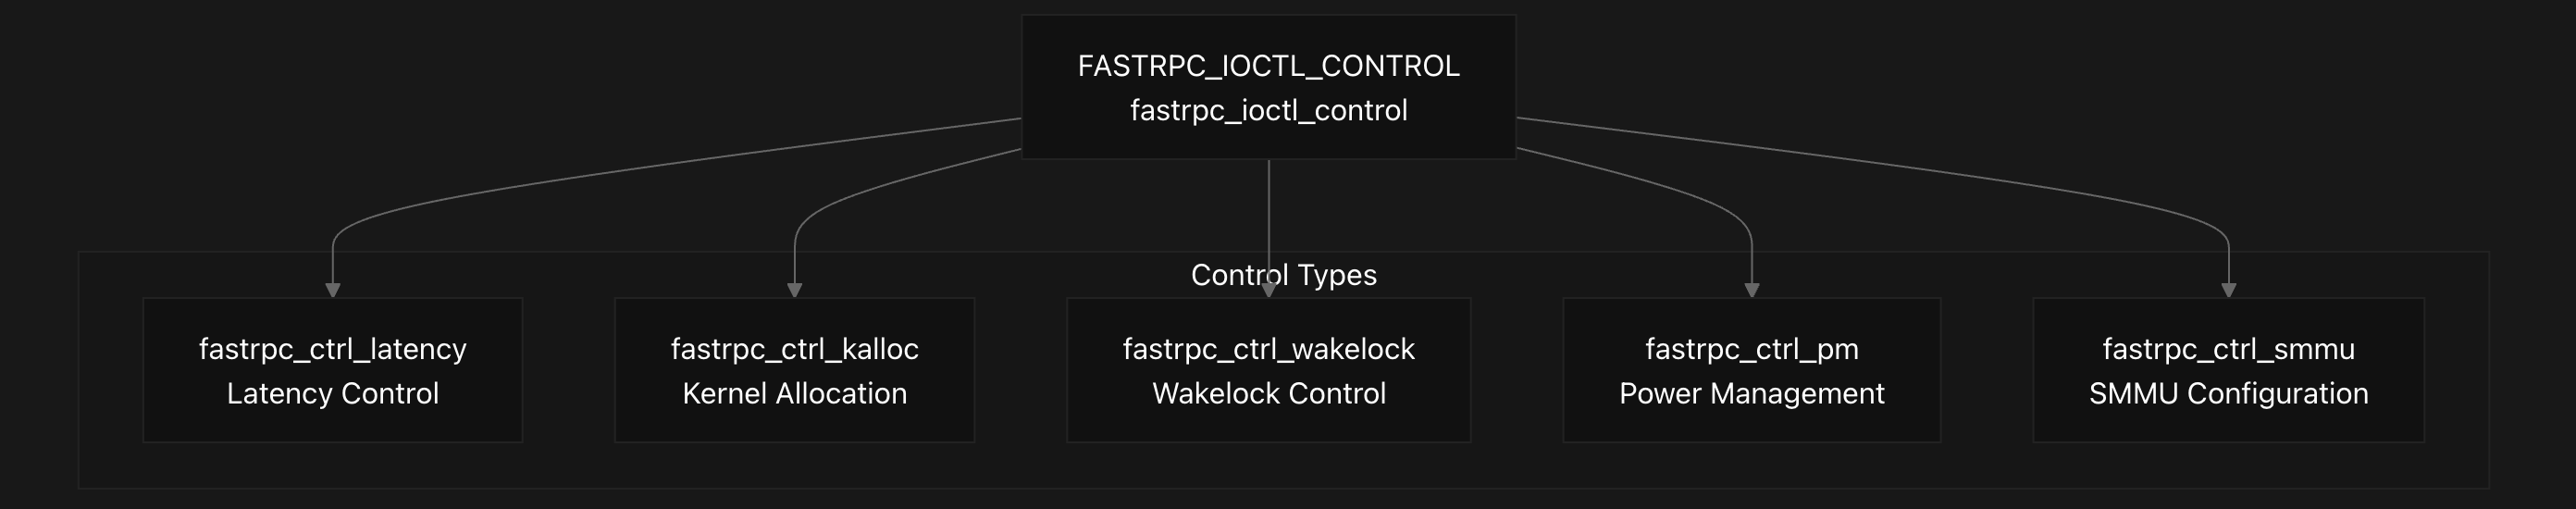 FASTRPC_IOCTL_CONTROL
fastrpc_ioctl_control
Control Types
fastrpc_ctrl_latency
Latency Control
fastrpc_ctrl_kalloc
Kernel Allocation
fastrpc_ctrl_wakelock
Wakelock Control
fastrpc_ctrl_pm
Power Management
fastrpc_ctrl_smmu
SMMU Configuration